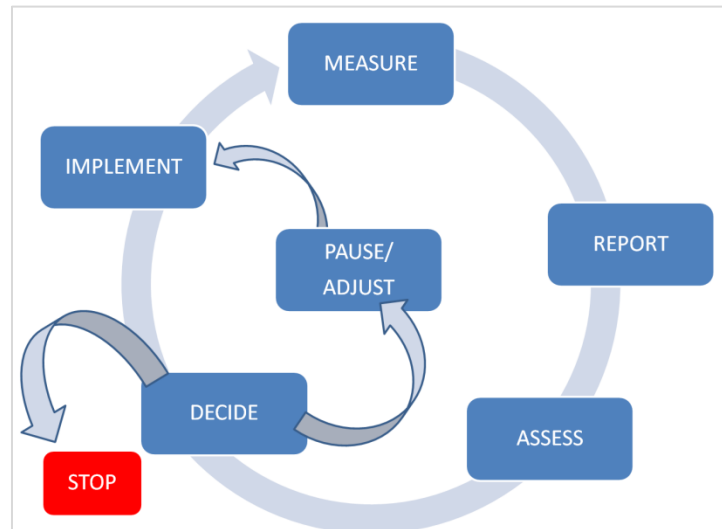 MEASURE
IMPLEMENT
REPORT
PAUSE/
ADJUST
DECIDE
ASSESS
STOP